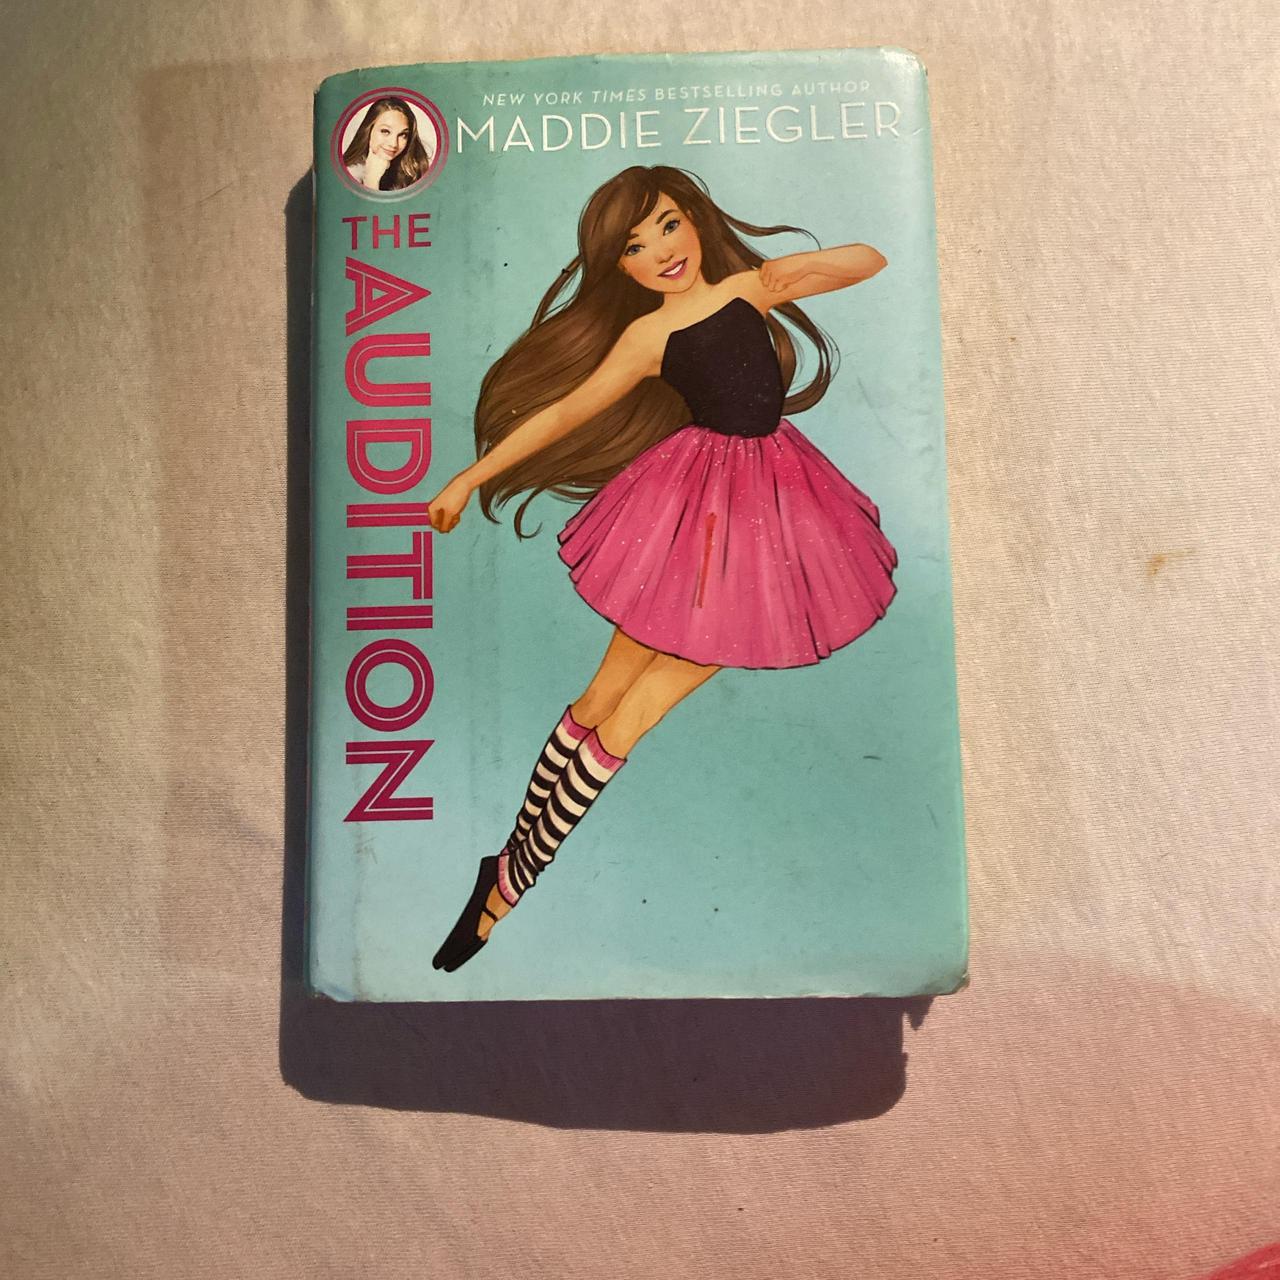 NEW YORK TIMES BESTSELLING AUTHOR
MADDIE ZIEGLER
THE
AUDITION